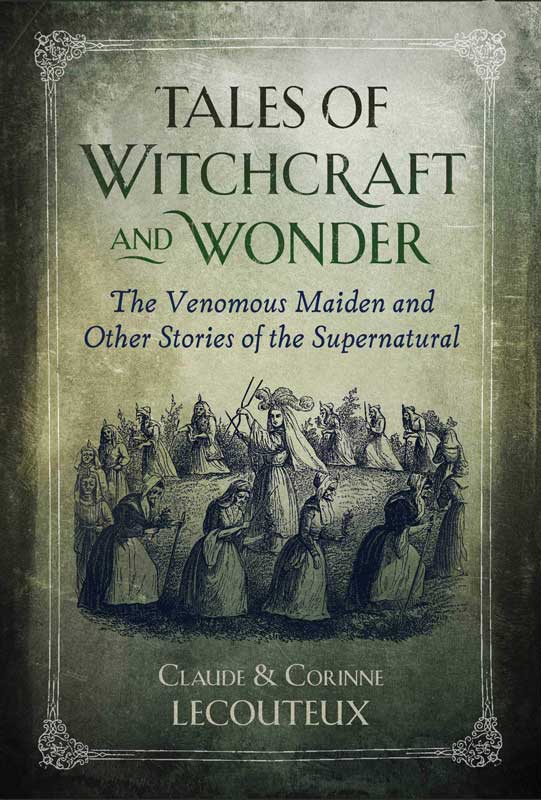 TALES OF
WITCHCRAFT
AND WONDER
The Venomous Maiden and
Other Stories of the Supernatural
CLAUDE & CORINNE
LECOUTEUX